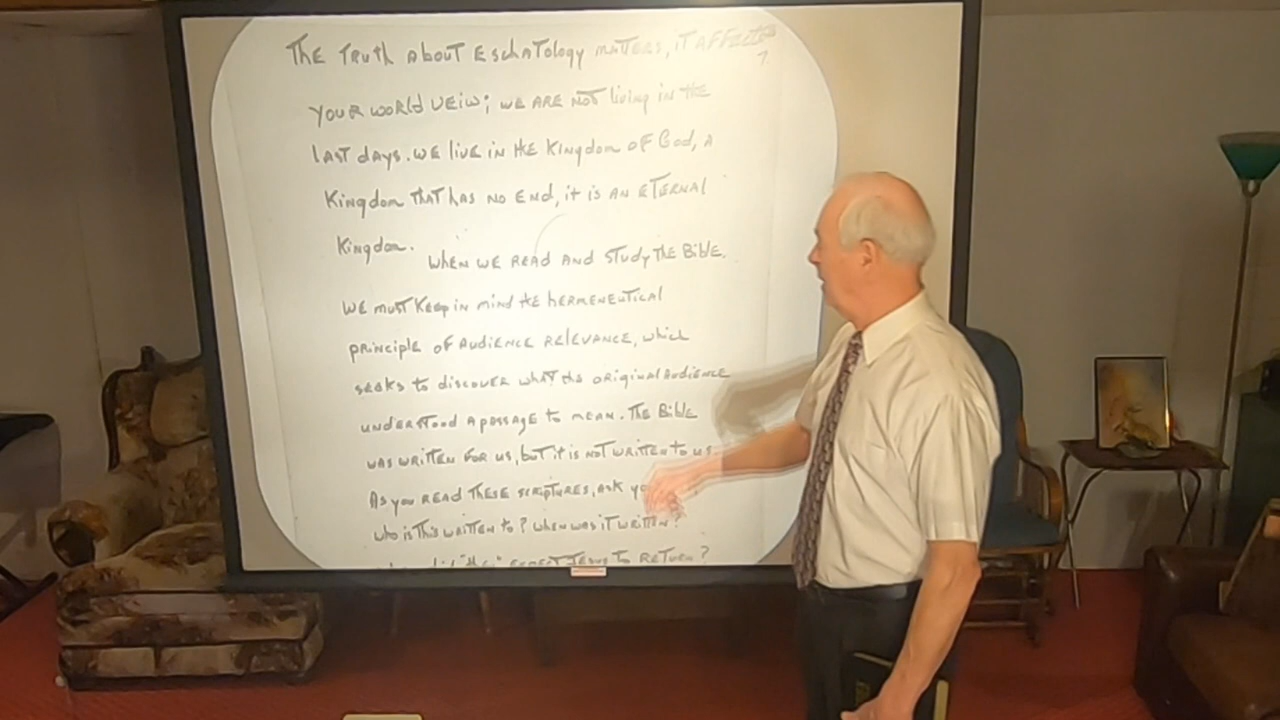 THE TRUTH ABOUT EschATology MATTERS, iT AFFECTS
YOUR WORLD VEIW; WE ARE NOT living in THE
LAST days. WE live in tHE Kingdom OF God, A
Kingdom THAT has NO END, it is AN ETERNAL
Kingdom.
WHEN WE READ AND STUdy THE Bible,
WE MUST KEEP in mind tHE hERMENEUTICAL
PRINCIPLE OF AUDIENCE RELEVANCE, which
seeks to discover what the original Audience
understood A passage to mean. The Bible
was written for us, but it is not written to us
As you READ THESE SCRIPTURES, ASK
who is This written to? When was iT written?
"they" EXPECT JESUS To RETURN?